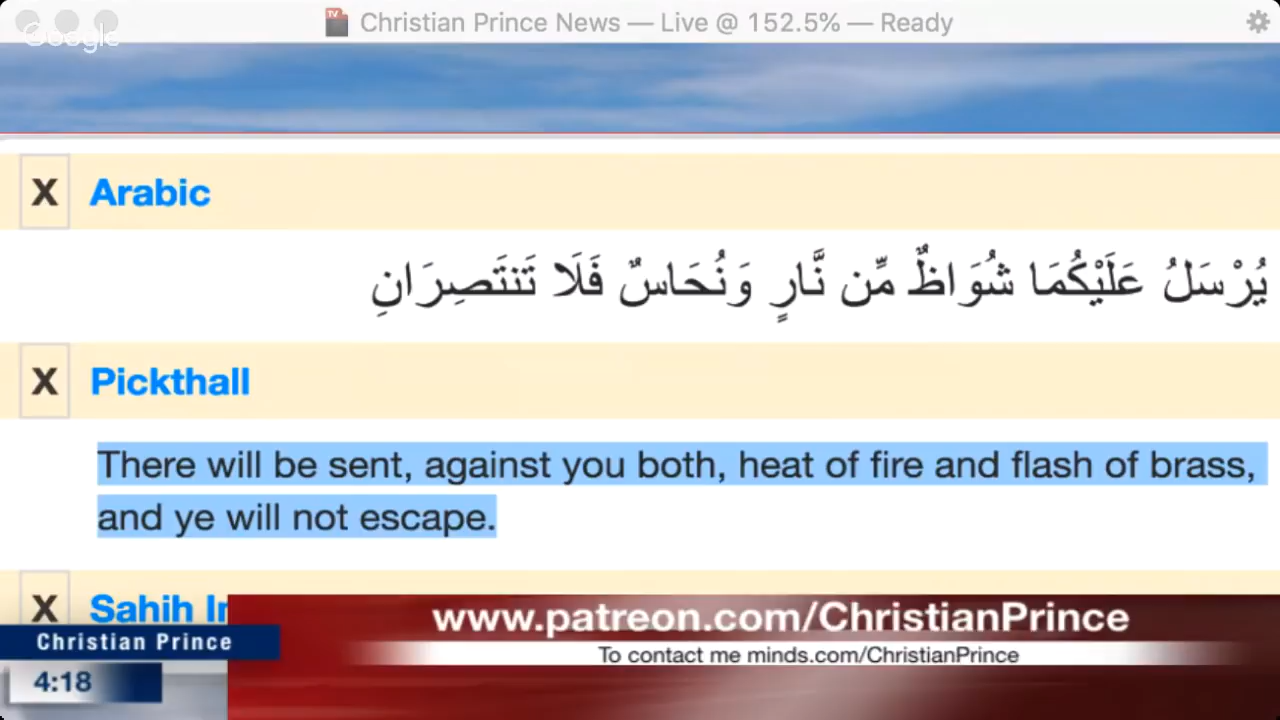 Christian Prince News — Live @ 152.5% — Ready
Google
X Arabic
يُرْسَلُ عَلَيْكُمَا شُوَاظٌ مِّن نَّارٍ وَنُحَاسٌ فَلَا تَنتَصِرَانِ
X Pickthall
There will be sent, against you both, heat of fire and flash of brass,
and ye will not escape.
X Sahih
www.patreon.com/ChristianPrince
Christian Prince
To contact me minds.com/ChristianPrince
4:18